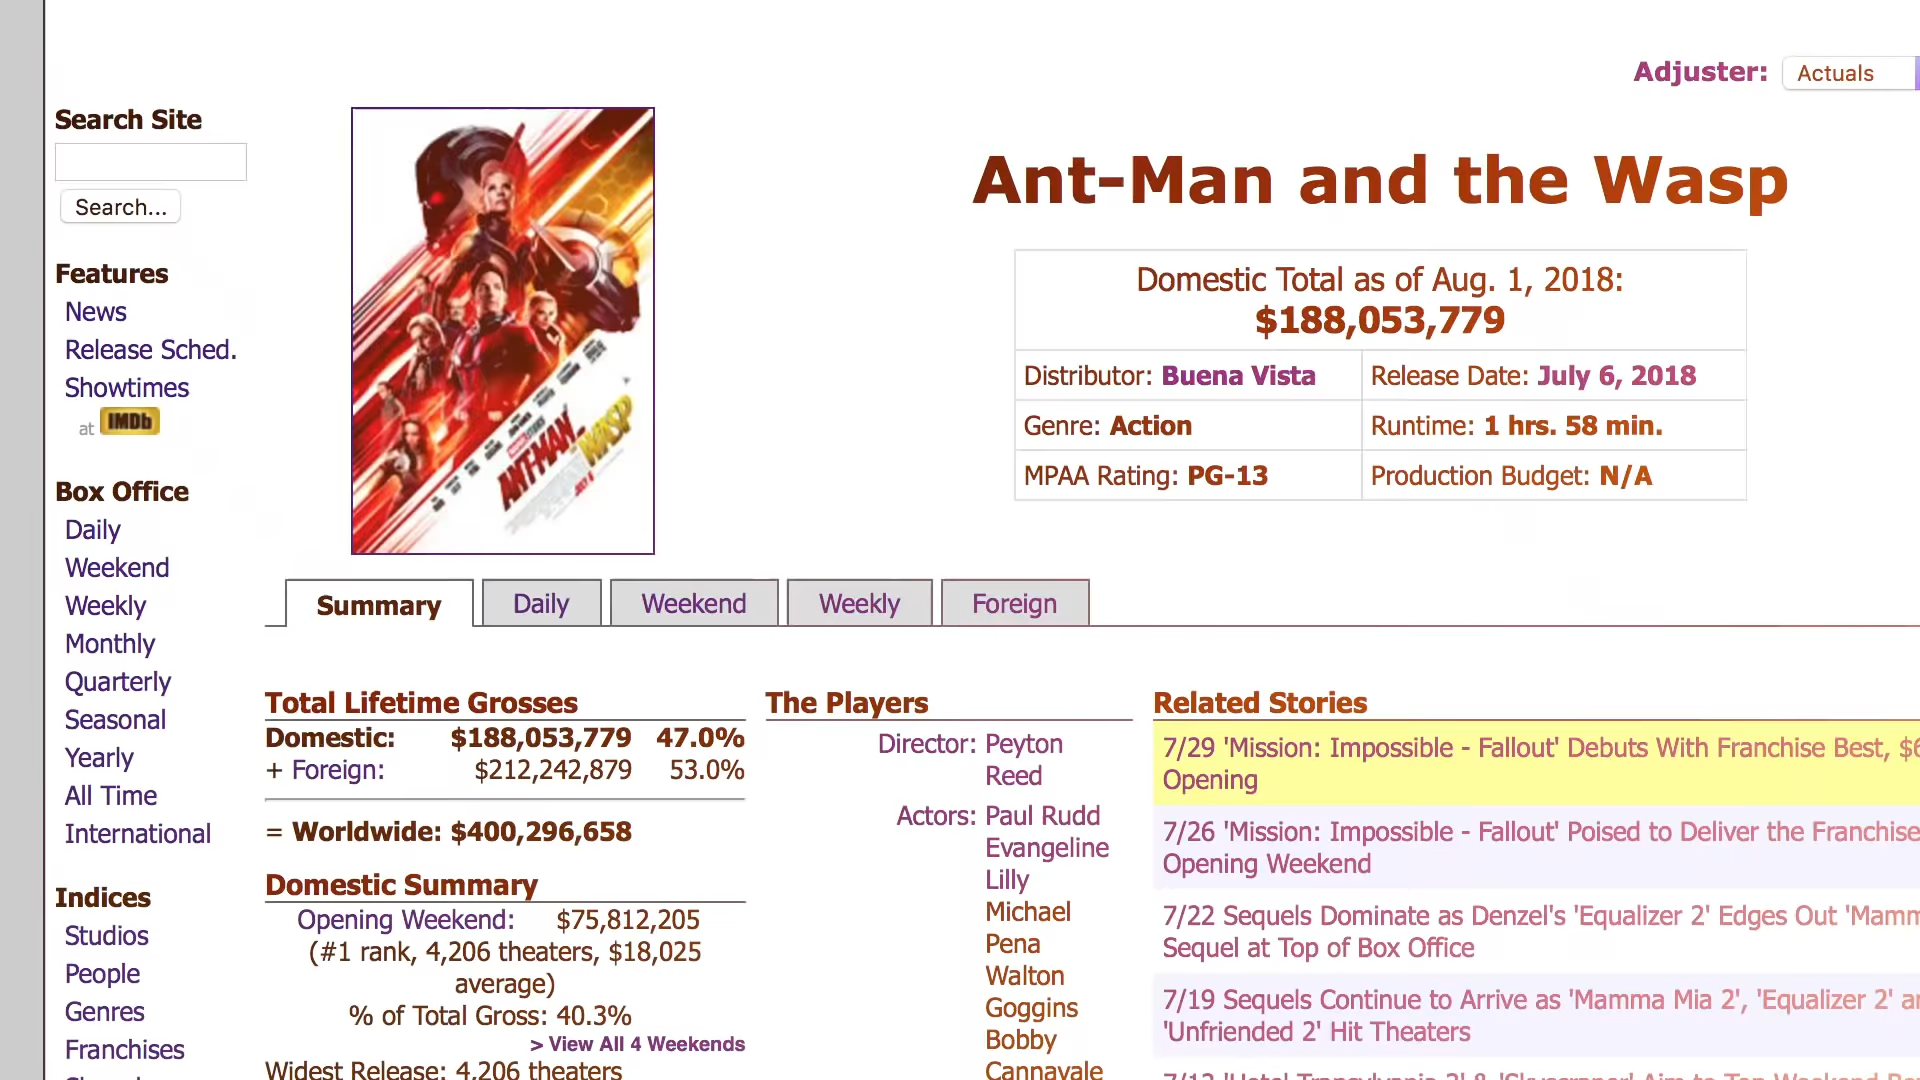 Adjuster: Actuals
Search Site
Search...
Features
News
Release Sched.
Showtimes
at IMDb
Box Office
Daily
Weekend
Weekly
Monthly
Quarterly
Seasonal
Yearly
All Time
International
Indices
Studios
People
Genres
Franchises
ANT-MAN
WASP
Ant-Man and the Wasp
Domestic Total as of Aug. 1, 2018:
$188,053,779
Distributor: Buena Vista Release Date: July 6, 2018
Genre: Action Runtime: 1 hrs. 58 min.
MPAA Rating: PG-13 Production Budget: N/A
Summary Daily Weekend Weekly Foreign
Total Lifetime Grosses
Domestic: $188,053,779 47.0%
+ Foreign: $212,242,879 53.0%
= Worldwide: $400,296,658
Domestic Summary
Opening Weekend: $75,812,205
(#1 rank, 4,206 theaters, $18,025
average)
% of Total Gross: 40.3%
> View All 4 Weekends
Widest Release: 4,206 theaters
The Players
Director: Peyton
Reed
Actors: Paul Rudd
Evangeline
Lilly
Michael
Pena
Walton
Goggins
Bobby
Cannavale
Related Stories
7/29 'Mission: Impossible - Fallout' Debuts With Franchise Best, $6
Opening
7/26 'Mission: Impossible - Fallout' Poised to Deliver the Franchise
Opening Weekend
7/22 Sequels Dominate as Denzel's 'Equalizer 2' Edges Out 'Mamm
Sequel at Top of Box Office
7/19 Sequels Continue to Arrive as 'Mamma Mia 2', 'Equalizer 2' a
'Unfriended 2' Hit Theaters